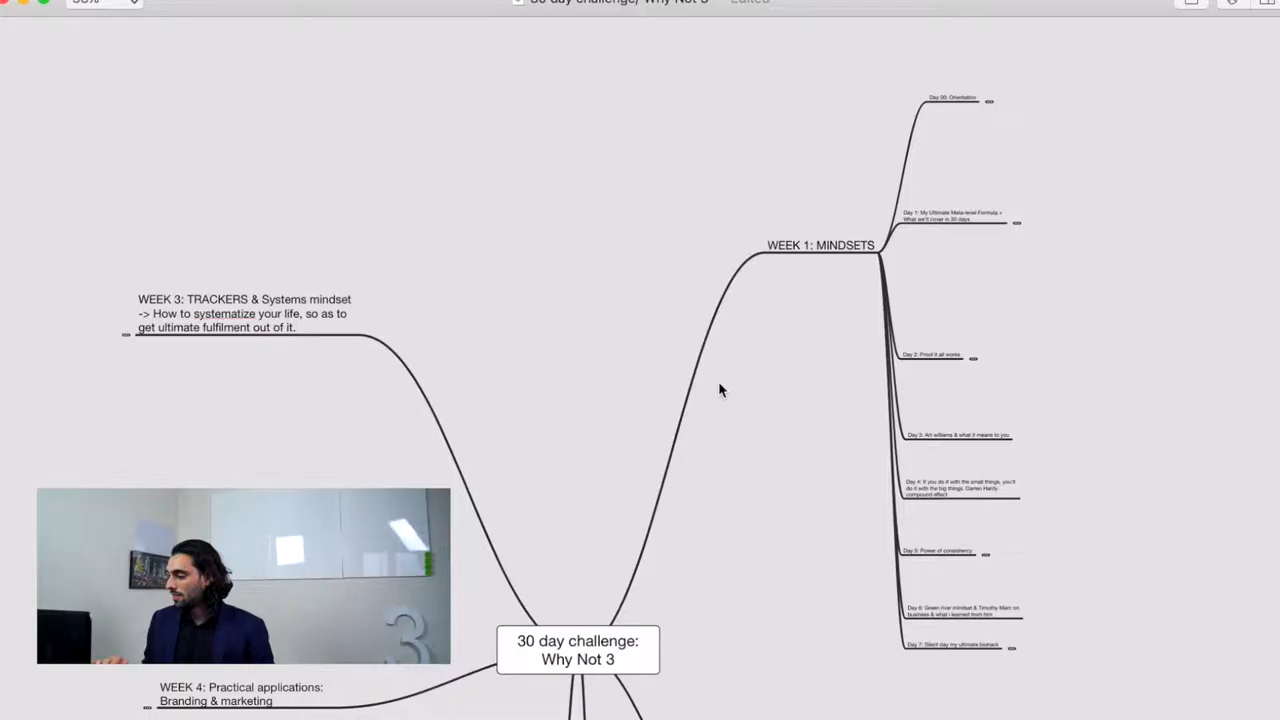 30 day challenge/ Why Not 3
Edited
Day 00: Orientation
Day 1: My Ultimate Meta-level Formula +
What we'll cover in 30 days
WEEK 1: MINDSETS
WEEK 3: TRACKERS & Systems mindset
-> How to systematize your life, so as to
get ultimate fulfilment out of it.
Day 2: Proof it all works
Day 3: Art williams & what it means to you
Day 4: If you do it with the small things, you'll
do it with the big things. Darren Hardy
compound effect
Day 5: Power of consistency
Day 6: Green river mindset & Timothy Marc on
business & what I learned from him
Day 7: Silent day my ultimate biohack
3
30 day challenge:
Why Not 3
WEEK 4: Practical applications:
Branding & marketing